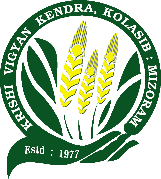 KRISHI VIGYAN KENDRA, KOLASIB : MIZORAM
Estd : 1977